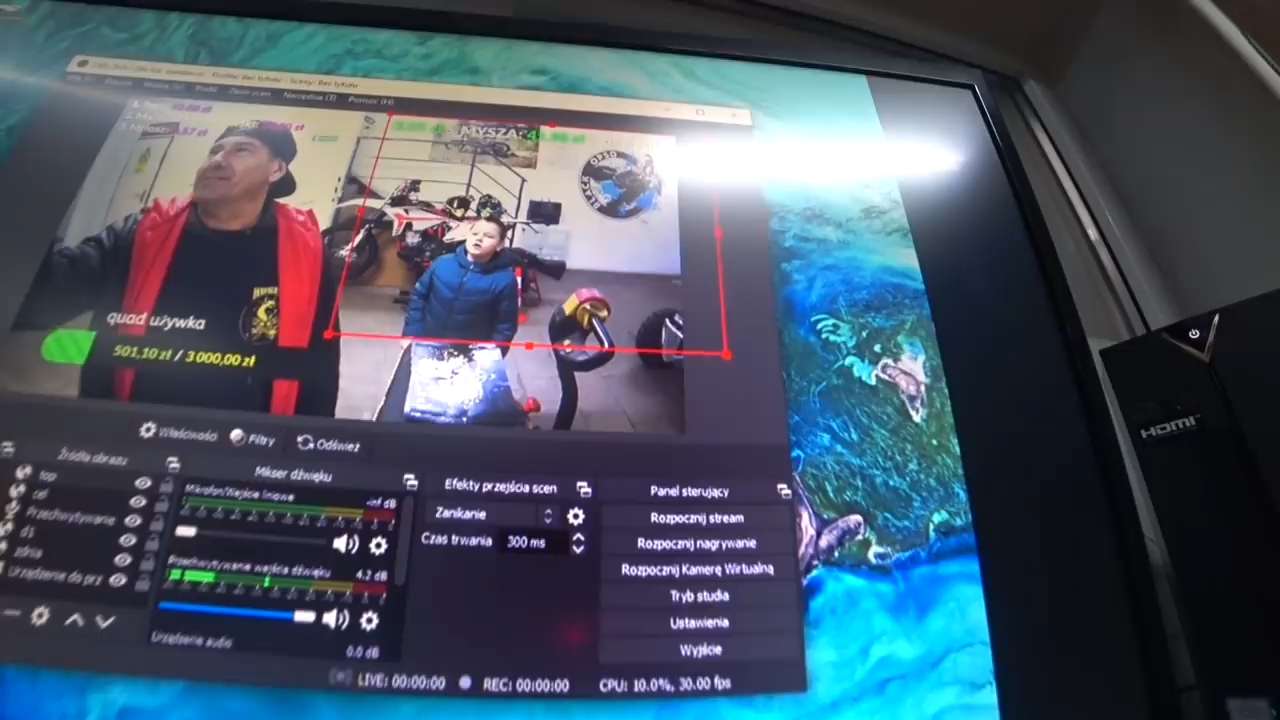 Narzędzia (T) Pomoc (H)
MYSZA:
OPSO
BLACK
quad używka
501,10 zł / 3 000,00 zł
HDMI
Właściwości Filtry Odśwież
Źródła obrazu
top
cel
Przechwytywanie
d1
zdnia
Urządzenie do prz
Mikser dźwięku
Mikrofon/Wejście liniowe
-inf dB
Przechwytywanie wejścia dźwięku
4.2 dB
Urządzenie audio
0.0 dB
Efekty przejścia scen
Zanikanie
Czas trwania 300 ms
Panel sterujący
Rozpocznij stream
Rozpocznij nagrywanie
Rozpocznij Kamerę Wirtualną
Tryb studia
Ustawienia
Wyjście
LIVE: 00:00:00 REC: 00:00:00 CPU: 10.0%, 30.00 fps